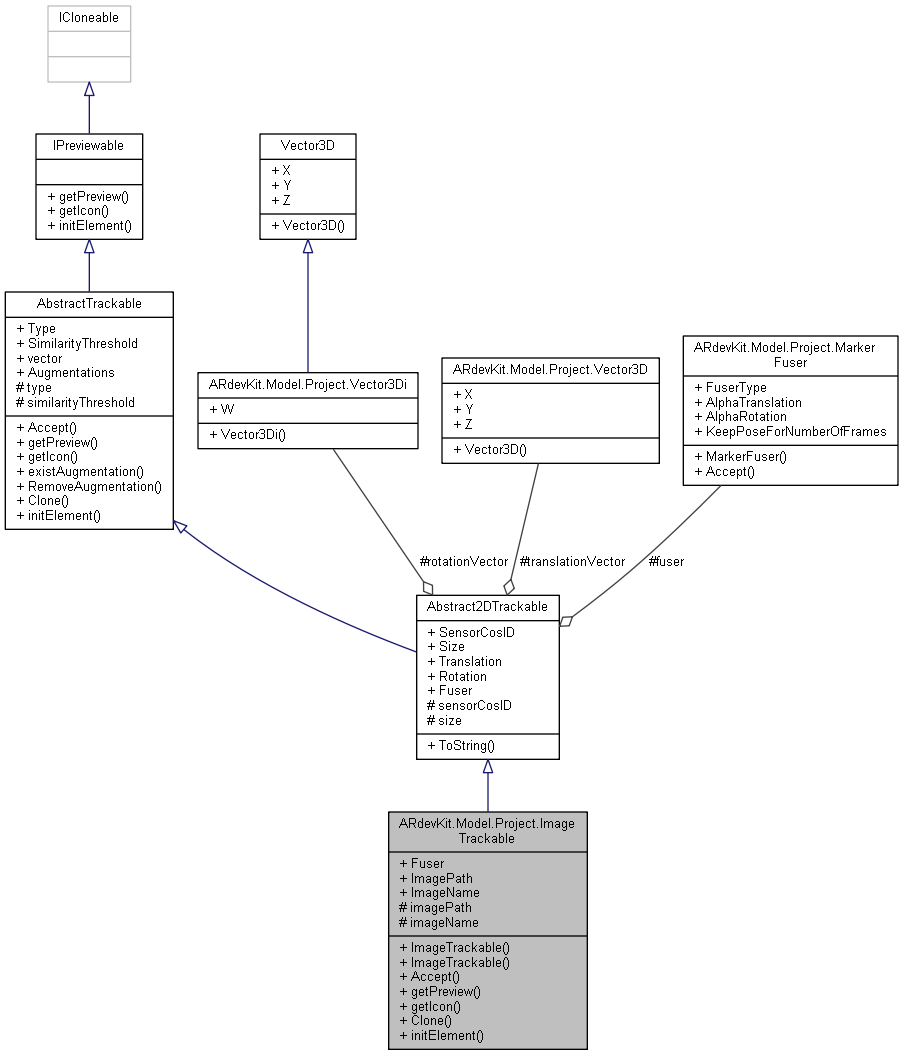 ICloneable
IPreviewable
+ getPreview()
+ getIcon()
+ initElement()
Vector3D
+ X
+ Y
+ Z
+ Vector3D()
AbstractTrackable
+ Type
+ SimilarityThreshold
+ vector
+ Augmentations
# type
# similarityThreshold
+ Accept()
+ getPreview()
+ getIcon()
+ existAugmentation()
+ RemoveAugmentation()
+ Clone()
+ initElement()
ARdevKit.Model.Project.Vector3Di
+ W
+ Vector3Di()
ARdevKit.Model.Project.Vector3D
+ X
+ Y
+ Z
+ Vector3D()
ARdevKit.Model.Project.Marker
Fuser
+ FuserType
+ AlphaTranslation
+ AlphaRotation
+ KeepPoseForNumberOfFrames
+ MarkerFuser()
+ Accept()
#rotationVector
#translationVector
#fuser
Abstract2DTrackable
+ SensorCosID
+ Size
+ Translation
+ Rotation
+ Fuser
# sensorCosID
# size
+ ToString()
ARdevKit.Model.Project.Image
Trackable
+ Fuser
+ ImagePath
+ ImageName
# imagePath
# imageName
+ ImageTrackable()
+ ImageTrackable()
+ Accept()
+ getPreview()
+ getIcon()
+ Clone()
+ initElement()